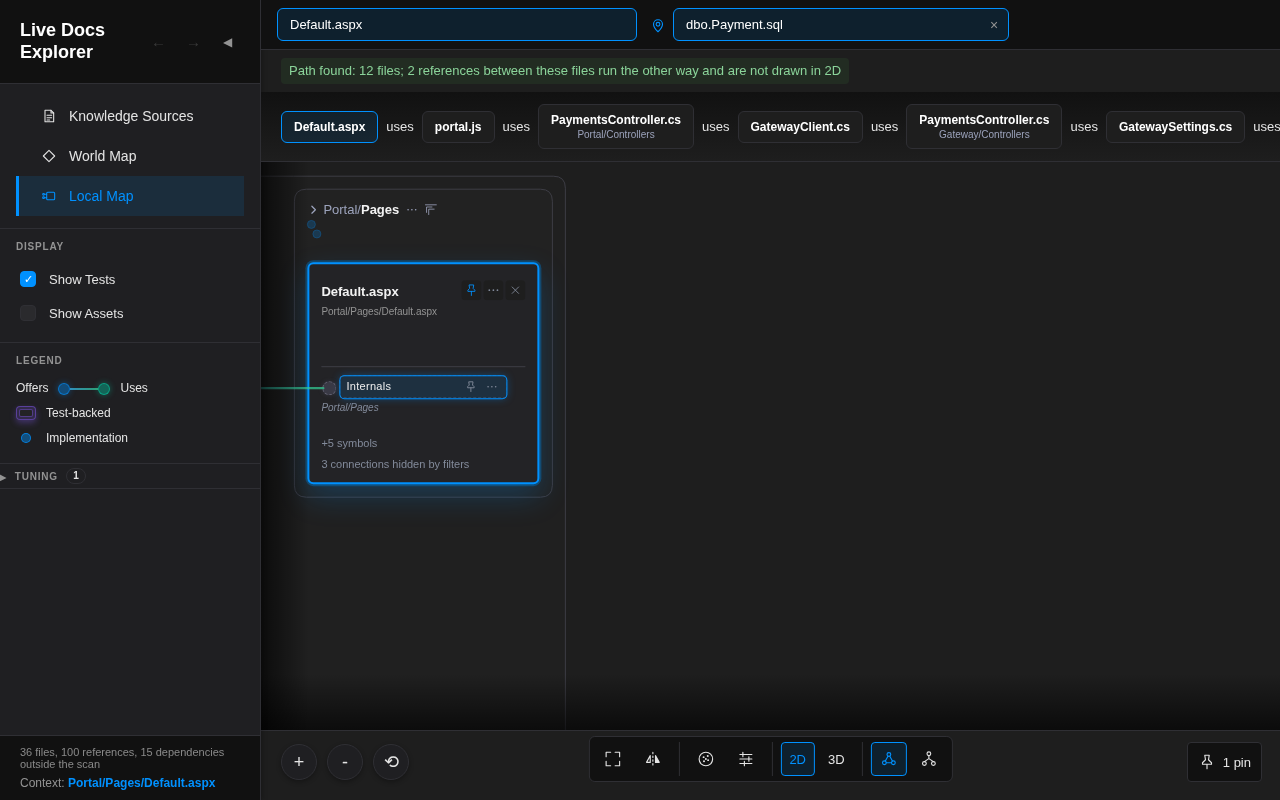 Live Docs
Explorer
Default.aspx
dbo.Payment.sql
Path found: 12 files; 2 references between these files run the other way and are not drawn in 2D
Default.aspx uses portal.js uses PaymentsController.cs uses GatewayClient.cs uses PaymentsController.cs uses GatewaySettings.cs uses
Portal/Controllers Gateway/Controllers
Knowledge Sources
World Map
Local Map
DISPLAY
Show Tests
Show Assets
LEGEND
Offers Uses
Test-backed
Implementation
TUNING 1
Portal/Pages
Default.aspx
Portal/Pages/Default.aspx
Internals
Portal/Pages
+5 symbols
3 connections hidden by filters
36 files, 100 references, 15 dependencies
outside the scan
Context: Portal/Pages/Default.aspx
+ - 2D 3D 1 pin